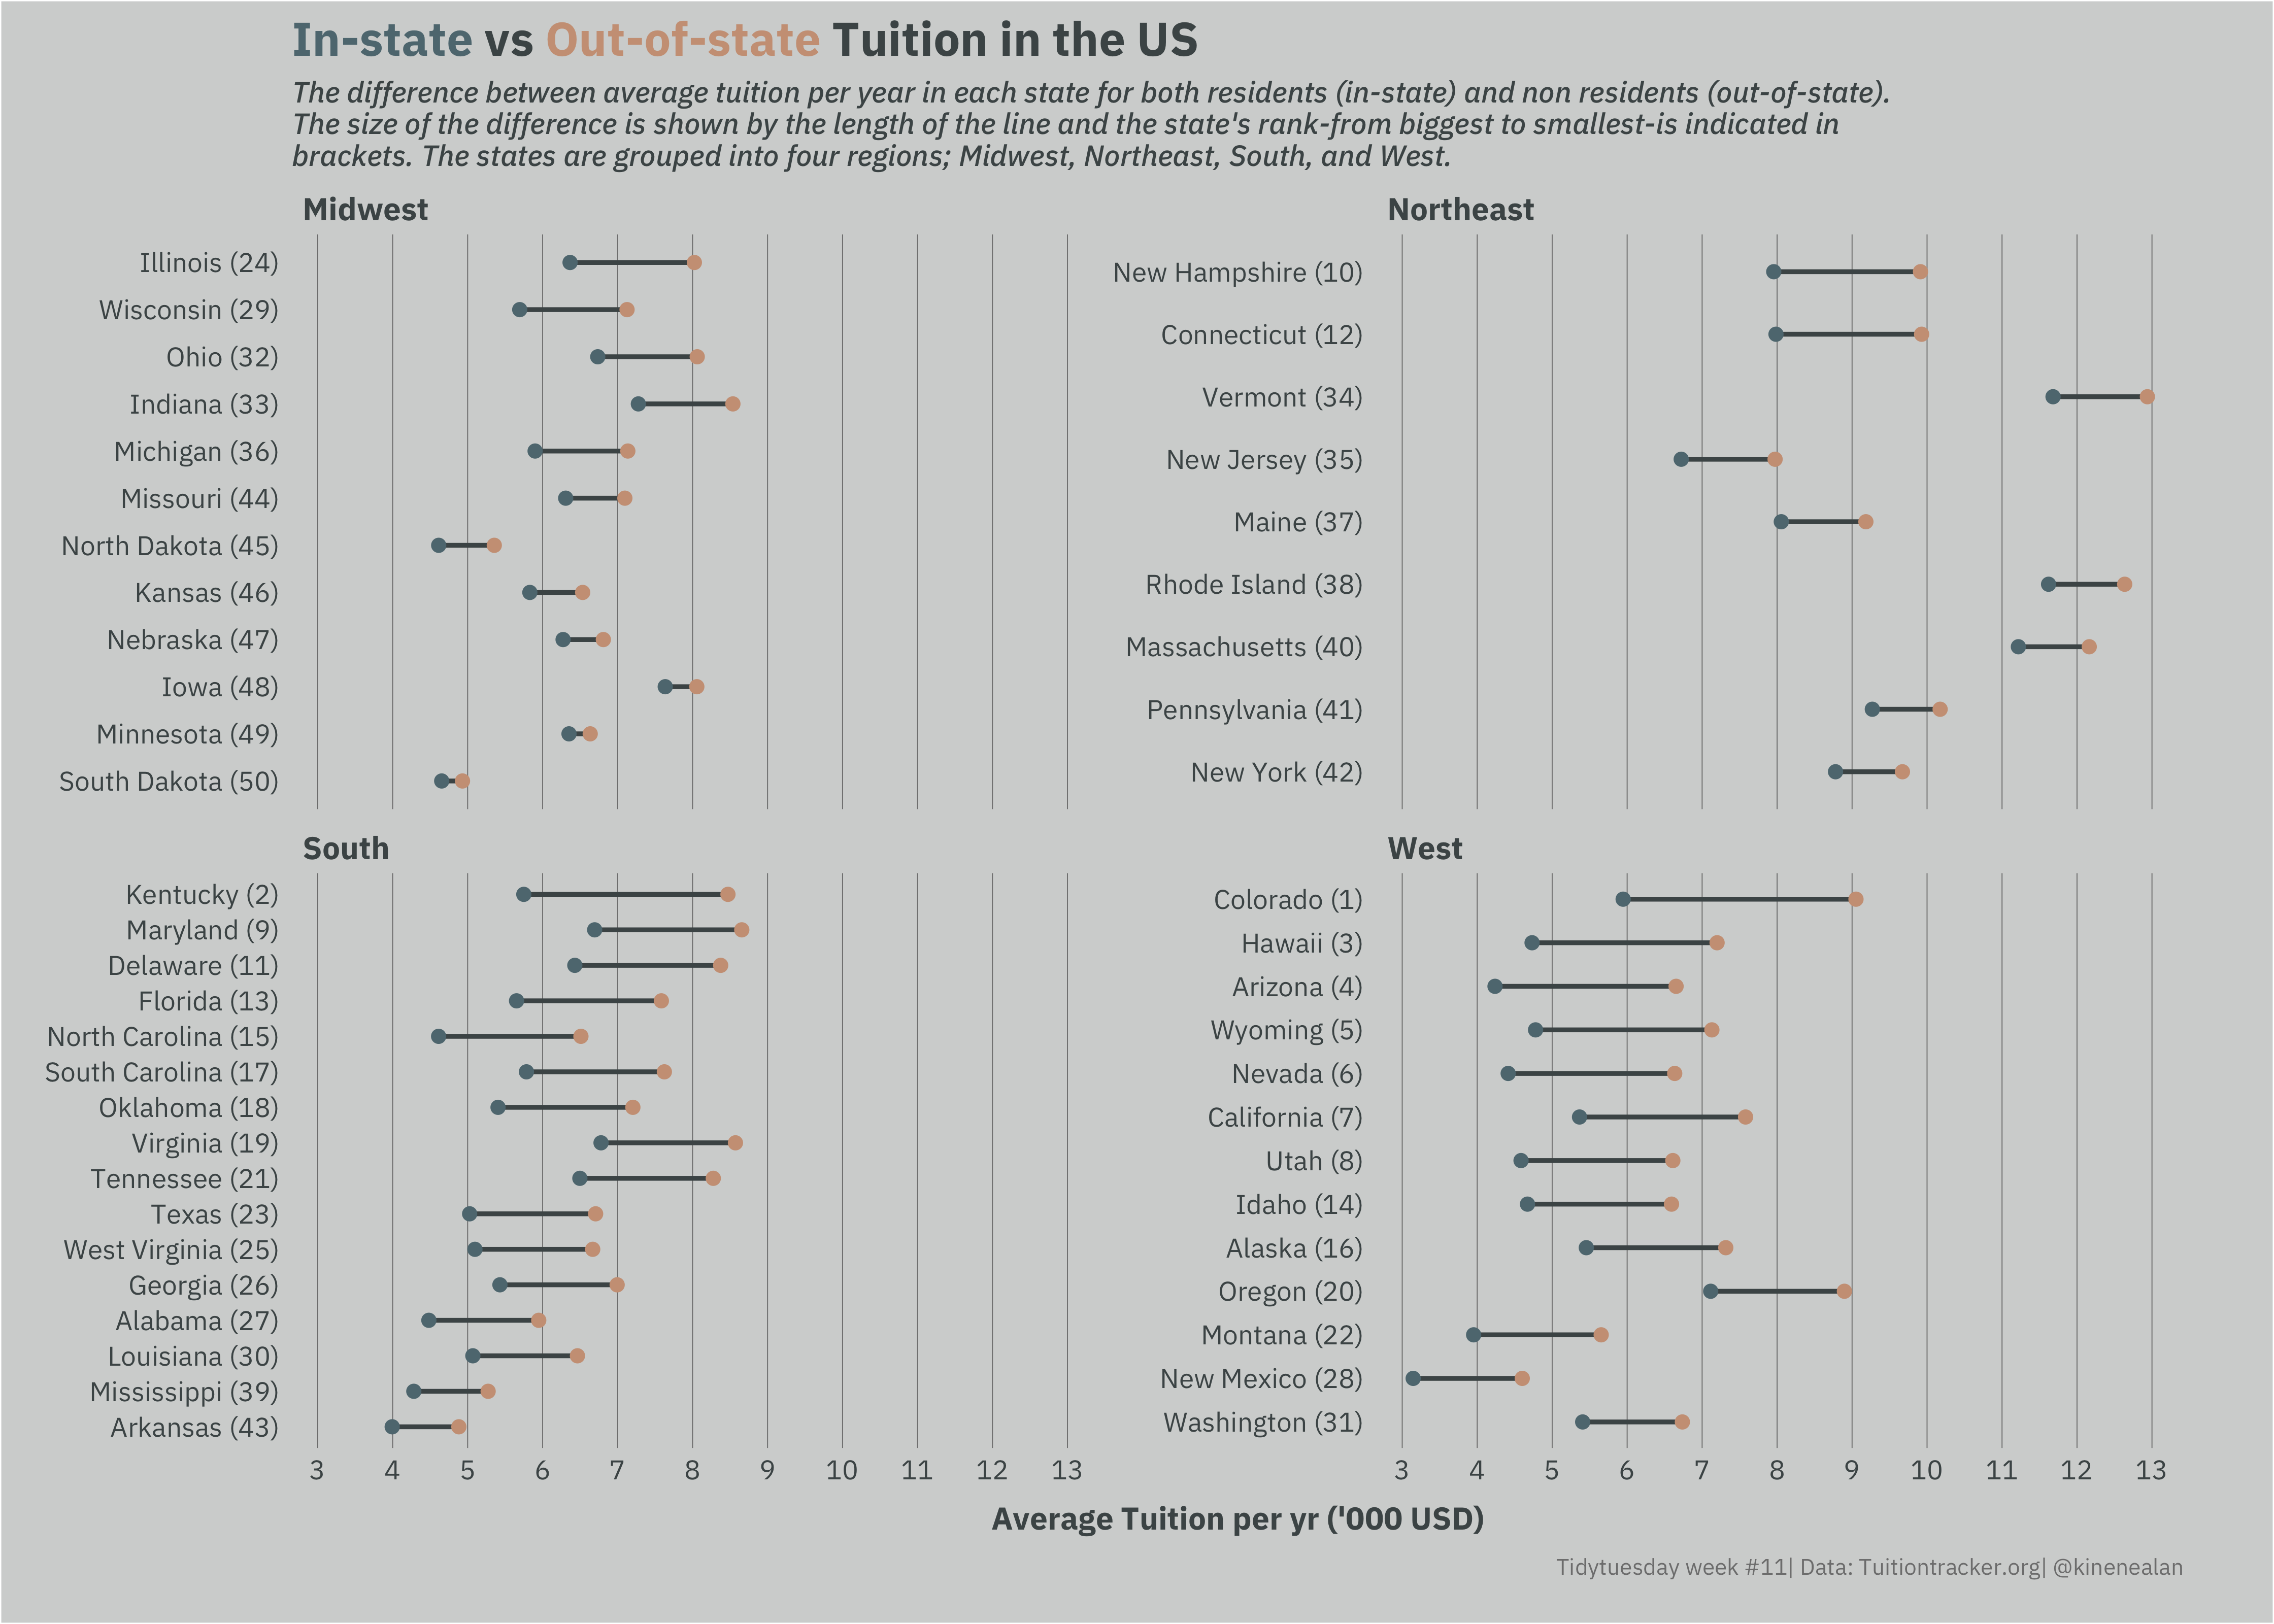 In-state vs Out-of-state Tuition in the US
The difference between average tuition per year in each state for both residents (in-state) and non residents (out-of-state).
The size of the difference is shown by the length of the line and the state's rank-from biggest to smallest-is indicated in
brackets. The states are grouped into four regions; Midwest, Northeast, South, and West.
Midwest
Illinois (24)
Wisconsin (29)
Ohio (32)
Indiana (33)
Michigan (36)
Missouri (44)
North Dakota (45)
Kansas (46)
Nebraska (47)
Iowa (48)
Minnesota (49)
South Dakota (50)
Northeast
New Hampshire (10)
Connecticut (12)
Vermont (34)
New Jersey (35)
Maine (37)
Rhode Island (38)
Massachusetts (40)
Pennsylvania (41)
New York (42)
South
Kentucky (2)
Maryland (9)
Delaware (11)
Florida (13)
North Carolina (15)
South Carolina (17)
Oklahoma (18)
Virginia (19)
Tennessee (21)
Texas (23)
West Virginia (25)
Georgia (26)
Alabama (27)
Louisiana (30)
Mississippi (39)
Arkansas (43)
3 4 5 6 7 8 9 10 11 12 13
West
Colorado (1)
Hawaii (3)
Arizona (4)
Wyoming (5)
Nevada (6)
California (7)
Utah (8)
Idaho (14)
Alaska (16)
Oregon (20)
Montana (22)
New Mexico (28)
Washington (31)
3 4 5 6 7 8 9 10 11 12 13
Average Tuition per yr ('000 USD)
Tidytuesday week #11| Data: Tuitiontracker.org| @kinenealan